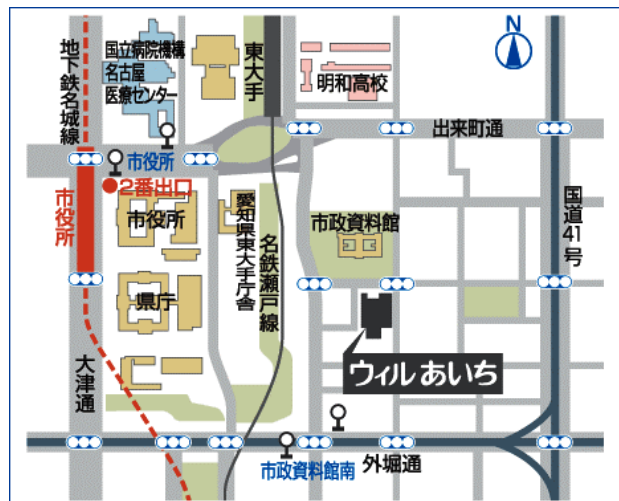 N
国立病院機構
名古屋
医療センター
地下鉄名城線
東大手
明和高校
出来町通
市役所
2番出口
市役所
市役所
愛知県東大手庁舎
名鉄瀬戸線
市政資料館
国道41号
県庁
大津通
ウィルあいち
市政資料館南
外堀通